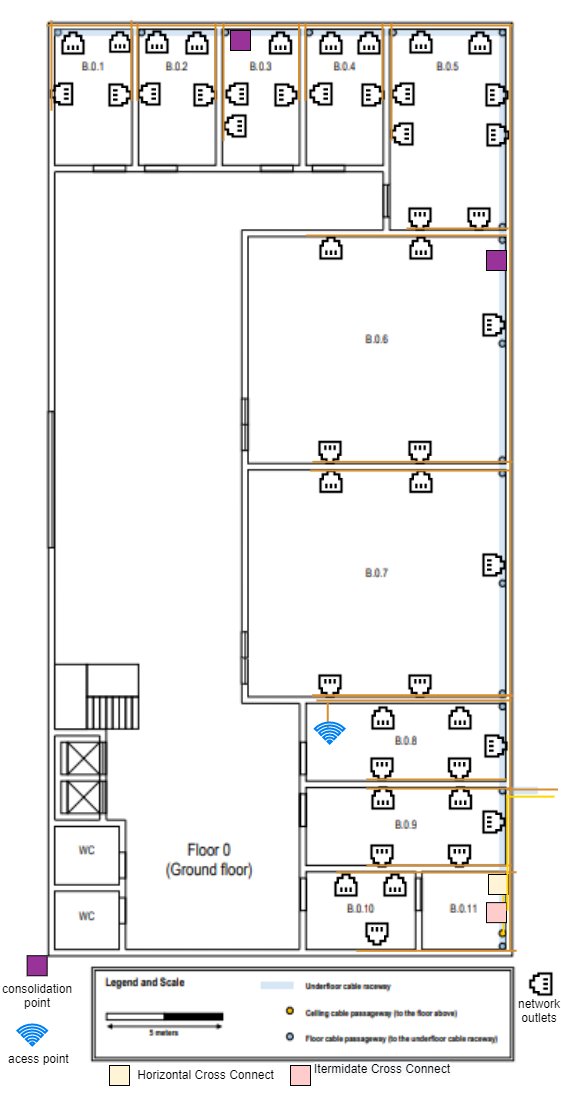 B.0.1
B.0.2
B.0.3
B.0.4
B.0.5
B.0.6
B.0.7
B.0.8
B.0.9
B.0.10
B.0.11
WC
WC
Floor 0
(Ground floor)
Legend and Scale
5 meters
Underfloor cable raceway
Ceiling cable passageway (to the floor above)
Floor cable passageway (to the underfloor cable raceway)
consolidation
point
acess point
network
outlets
Horizontal Cross Connect
Itermidate Cross Connect